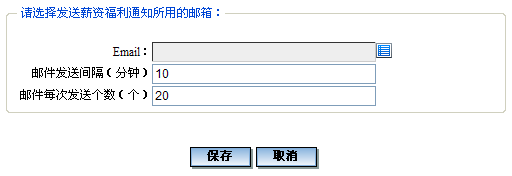 请选择发送薪资福利通知所用的邮箱：
Email：
邮件发送间隔（分钟） 10
邮件每次发送个数（个） 20
保存 取消